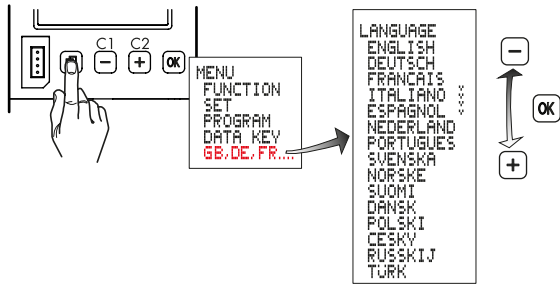 C1 C2
− + OK
MENU
FUNCTION
SET
PROGRAM
DATA KEY
GB,DE,FR....
LANGUAGE
ENGLISH
DEUTSCH
FRANCAIS
ITALIANO
ESPAGNOL
NEDERLAND
PORTUGUES
SVENSKA
NORSKE
SUOMI
DANSK
POLSKI
CESKY
RUSSKIJ
TURK
−
OK
+